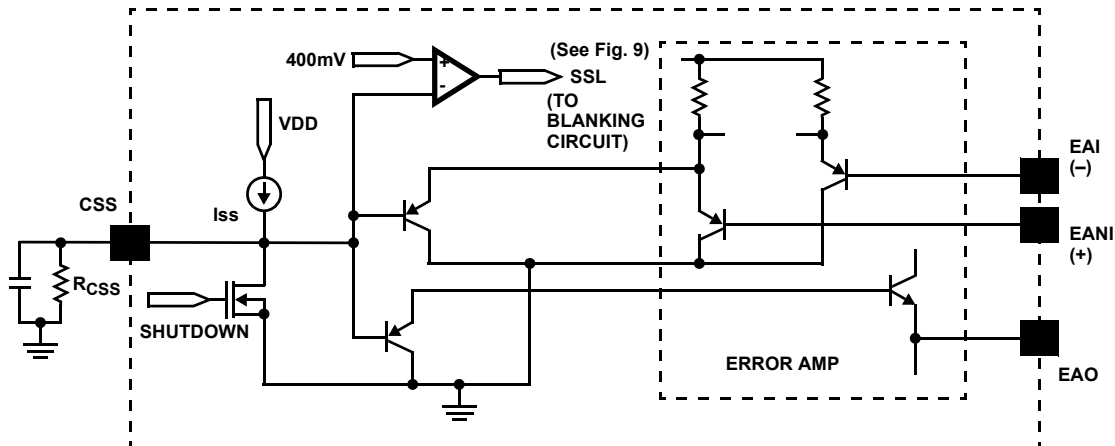 400mV
+
-
(See Fig. 9)
SSL
(TO
BLANKING
CIRCUIT)
VDD
EAI
(–)
CSS
Iss
EANI
(+)
RCSS
SHUTDOWN
ERROR AMP
EAO